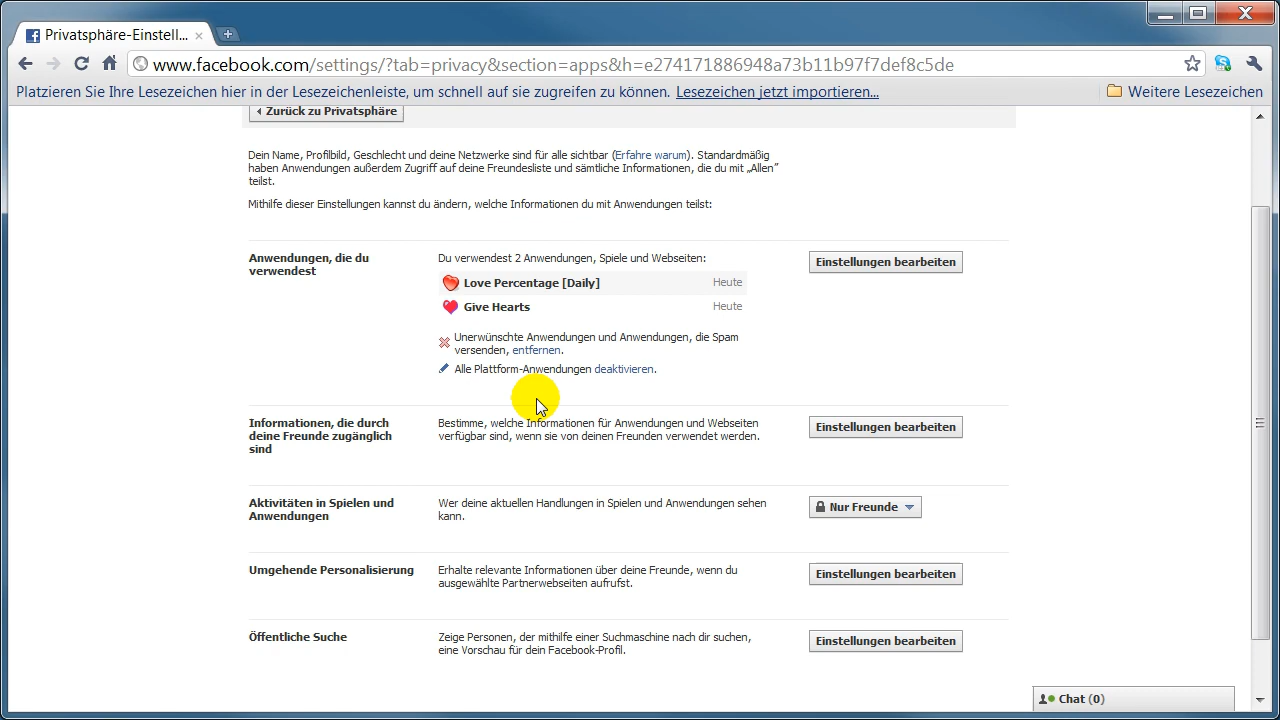 Privatsphäre-Einstell...
www.facebook.com/settings/?tab=privacy&section=apps&h=e274171886948a73b11b97f7def8c5de
Platzieren Sie Ihre Lesezeichen hier in der Lesezeichenleiste, um schnell auf sie zugreifen zu können. Lesezeichen jetzt importieren... Weitere Lesezeichen
Zurück zu Privatsphäre
Dein Name, Profilbild, Geschlecht und deine Netzwerke sind für alle sichtbar (Erfahre warum). Standardmäßig
haben Anwendungen außerdem Zugriff auf deine Freundesliste und sämtliche Informationen, die du mit „Allen”
teilst.
Mithilfe dieser Einstellungen kannst du ändern, welche Informationen du mit Anwendungen teilst:
Anwendungen, die du
verwendest
Du verwendest 2 Anwendungen, Spiele und Webseiten:
Love Percentage [Daily] Heute
Give Hearts Heute
Unerwünschte Anwendungen und Anwendungen, die Spam
versenden, entfernen.
Alle Plattform-Anwendungen deaktivieren.
Einstellungen bearbeiten
Informationen, die durch
deine Freunde zugänglich
sind
Bestimme, welche Informationen für Anwendungen und Webseiten
verfügbar sind, wenn sie von deinen Freunden verwendet werden.
Einstellungen bearbeiten
Aktivitäten in Spielen und
Anwendungen
Wer deine aktuellen Handlungen in Spielen und Anwendungen sehen
kann.
Nur Freunde
Umgehende Personalisierung
Erhalte relevante Informationen über deine Freunde, wenn du
ausgewählte Partnerwebseiten aufrufst.
Einstellungen bearbeiten
Öffentliche Suche
Zeige Personen, der mithilfe einer Suchmaschine nach dir suchen,
eine Vorschau für dein Facebook-Profil.
Einstellungen bearbeiten
Chat (0)